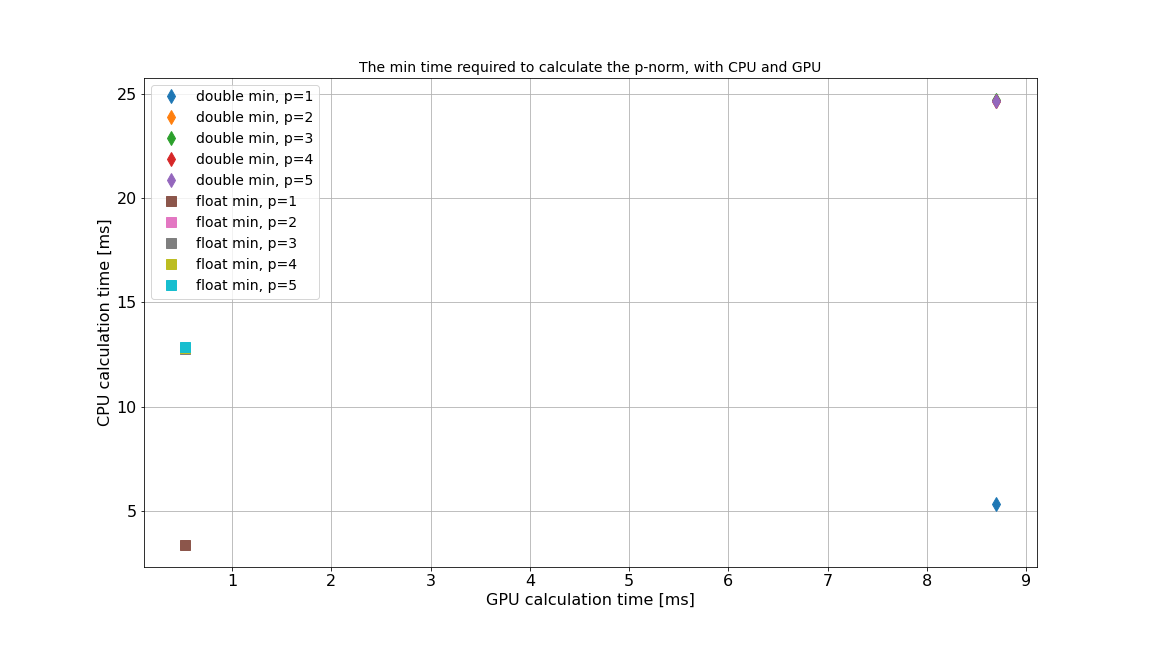 The min time required to calculate the p-norm, with CPU and GPU
25
20
15
10
5
CPU calculation time [ms]
double min, p=1
double min, p=2
double min, p=3
double min, p=4
double min, p=5
float min, p=1
float min, p=2
float min, p=3
float min, p=4
float min, p=5
1 2 3 4 5 6 7 8 9
GPU calculation time [ms]